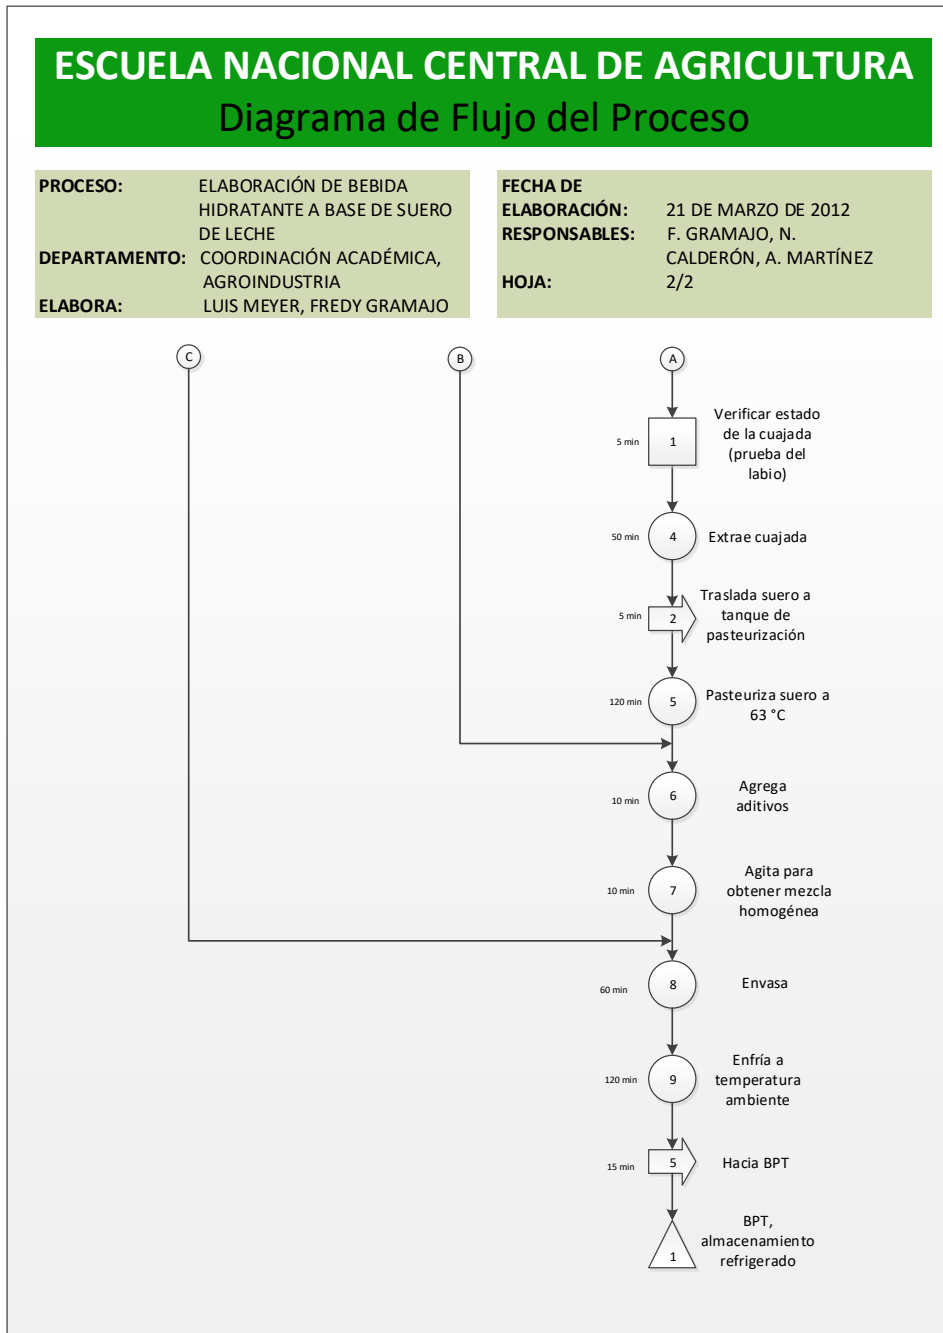 ESCUELA NACIONAL CENTRAL DE AGRICULTURA
Diagrama de Flujo del Proceso
PROCESO: ELABORACIÓN DE BEBIDA
HIDRATANTE A BASE DE SUERO
DE LECHE
DEPARTAMENTO: COORDINACIÓN ACADÉMICA,
AGROINDUSTRIA
ELABORA: LUIS MEYER, FREDY GRAMAJO
FECHA DE
ELABORACIÓN: 21 DE MARZO DE 2012
RESPONSABLES: F. GRAMAJO, N.
CALDERÓN, A. MARTÍNEZ
HOJA: 2/2
C
B
A
5 min
1
Verificar estado
de la cuajada
(prueba del
labio)
50 min
4
Extrae cuajada
5 min
2
Traslada suero a
tanque de
pasteurización
120 min
5
Pasteuriza suero a
63 °C
10 min
6
Agrega
aditivos
10 min
7
Agita para
obtener mezcla
homogénea
60 min
8
Envasa
120 min
9
Enfría a
temperatura
ambiente
15 min
5
Hacia BPT
1
BPT,
almacenamiento
refrigerado